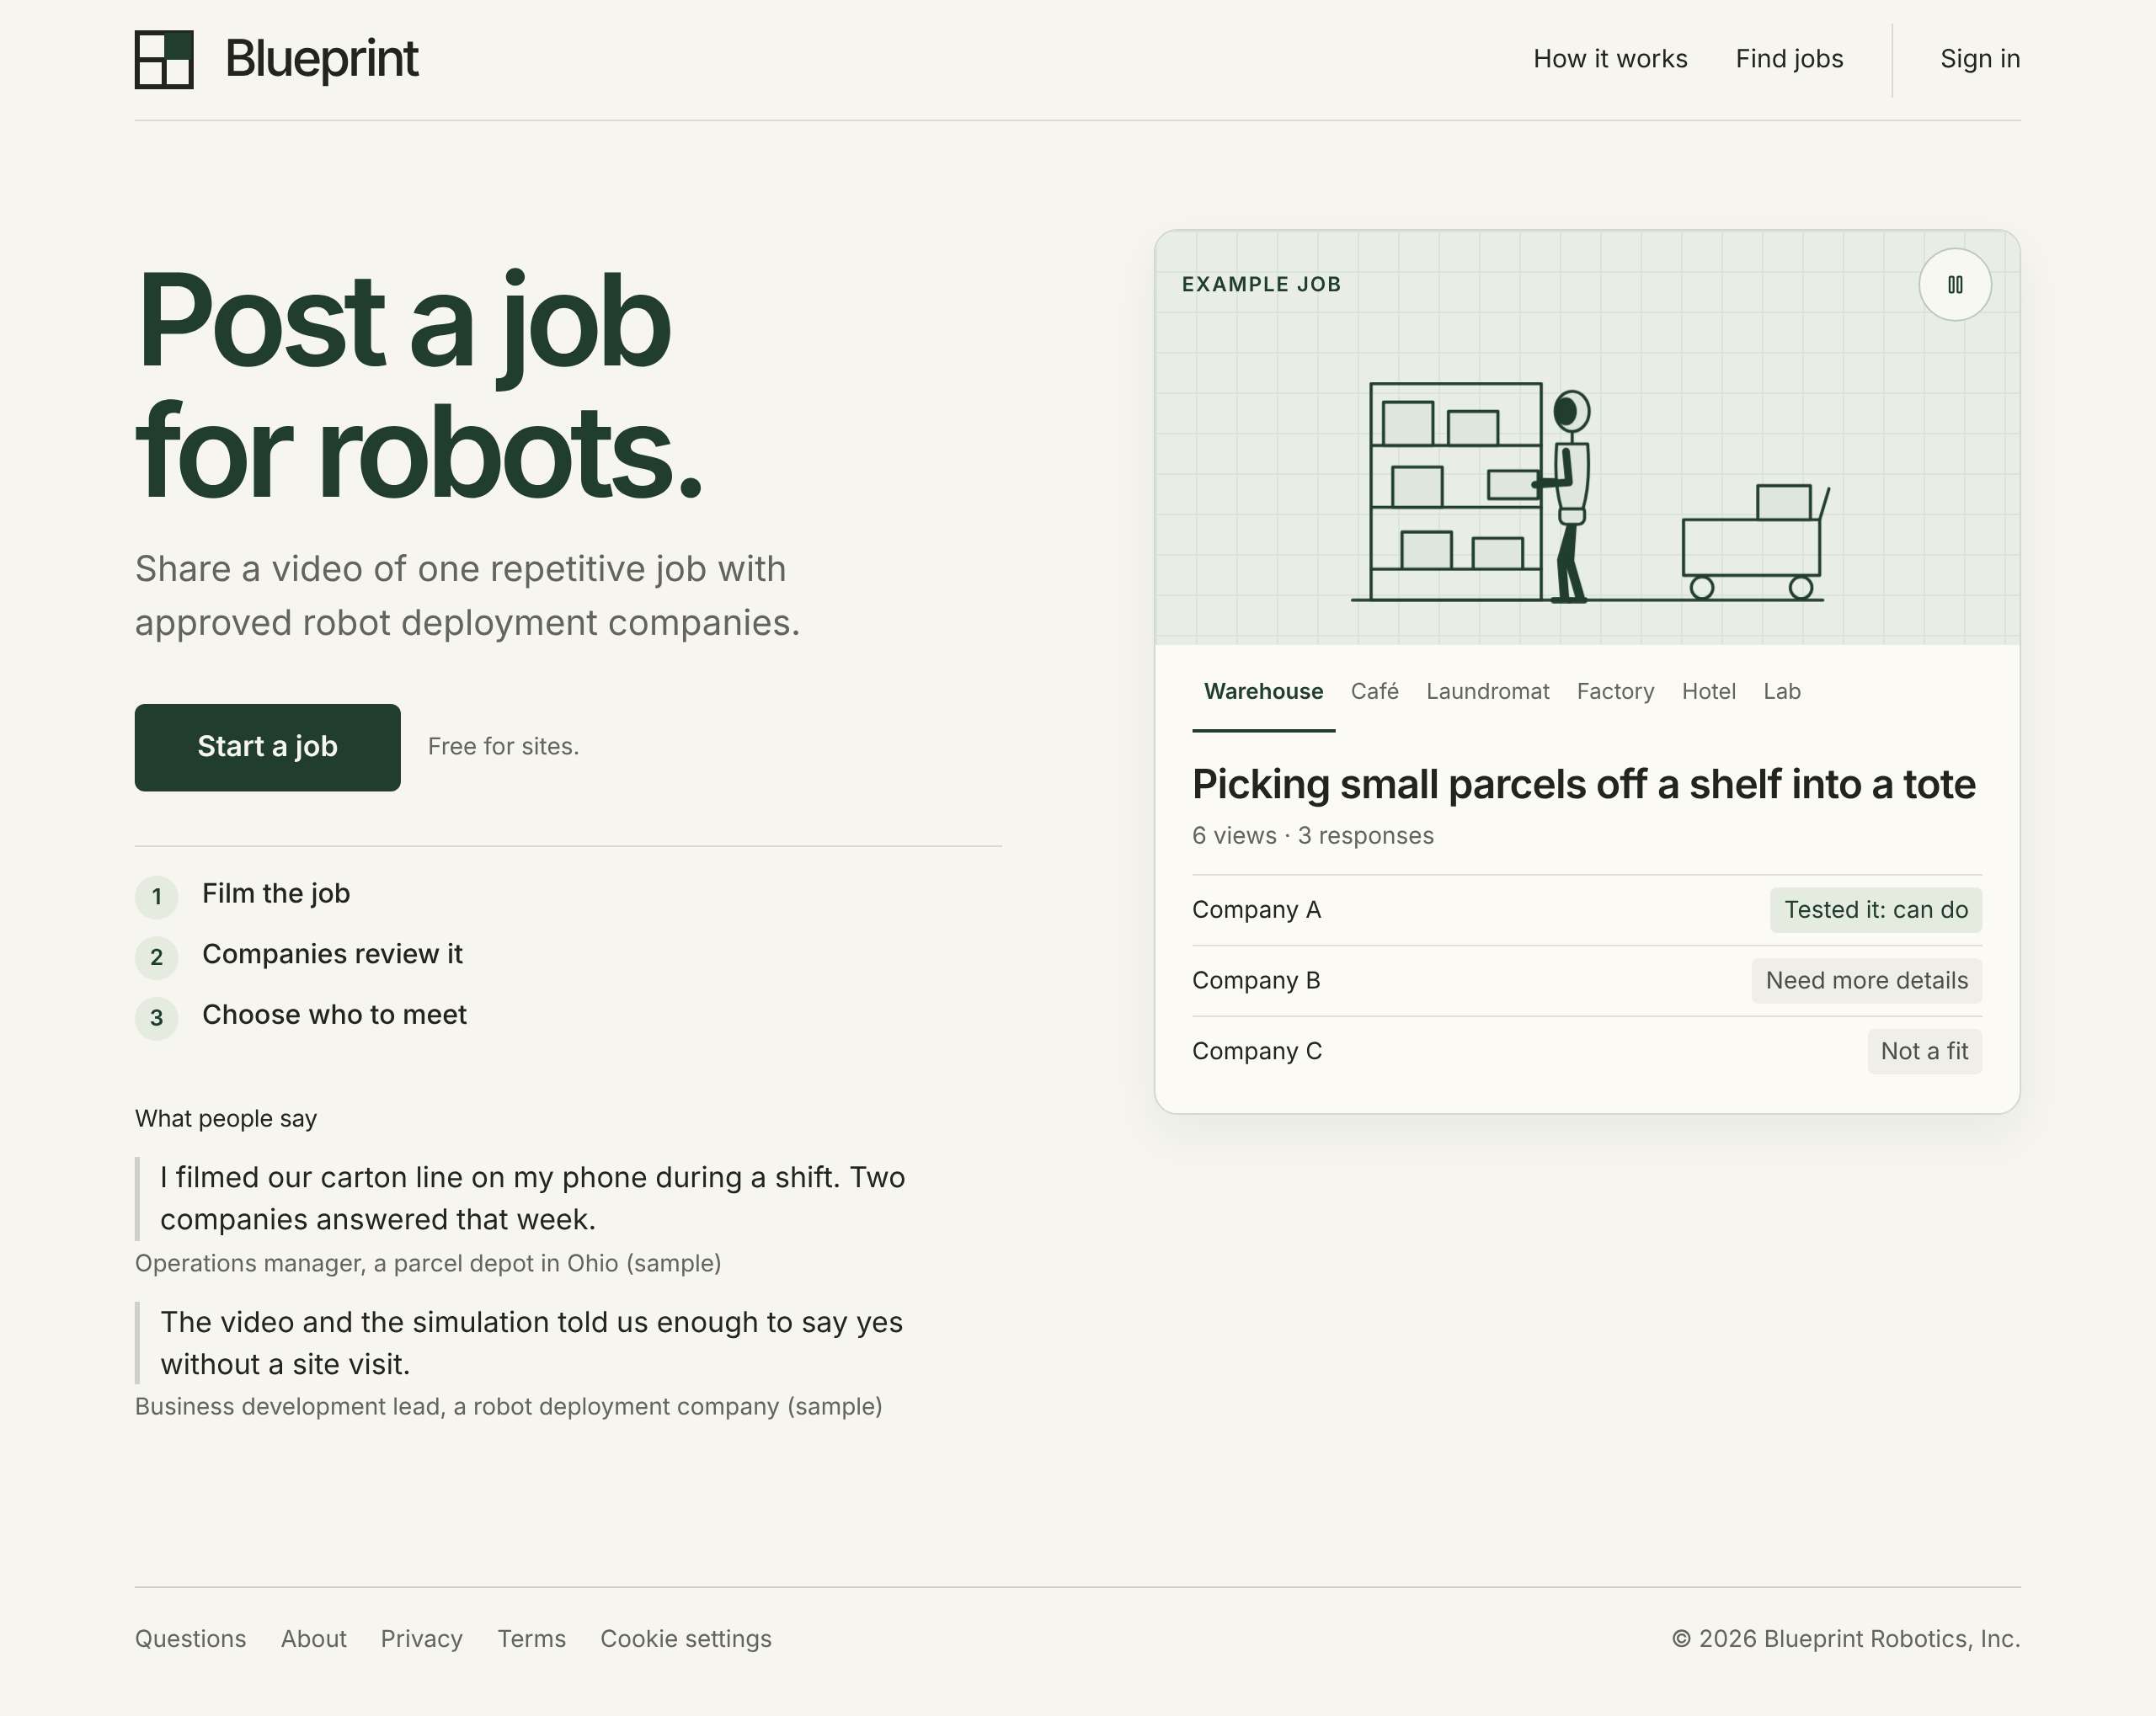 Blueprint
How it works
Find jobs
Sign in
Post a job
for robots.
Share a video of one repetitive job with
approved robot deployment companies.
Start a job
Free for sites.
1 Film the job
2 Companies review it
3 Choose who to meet
What people say
I filmed our carton line on my phone during a shift. Two
companies answered that week.
Operations manager, a parcel depot in Ohio (sample)
The video and the simulation told us enough to say yes
without a site visit.
Business development lead, a robot deployment company (sample)
EXAMPLE JOB
Warehouse Café Laundromat Factory Hotel Lab
Picking small parcels off a shelf into a tote
6 views · 3 responses
Company A Tested it: can do
Company B Need more details
Company C Not a fit
Questions About Privacy Terms Cookie settings
© 2026 Blueprint Robotics, Inc.